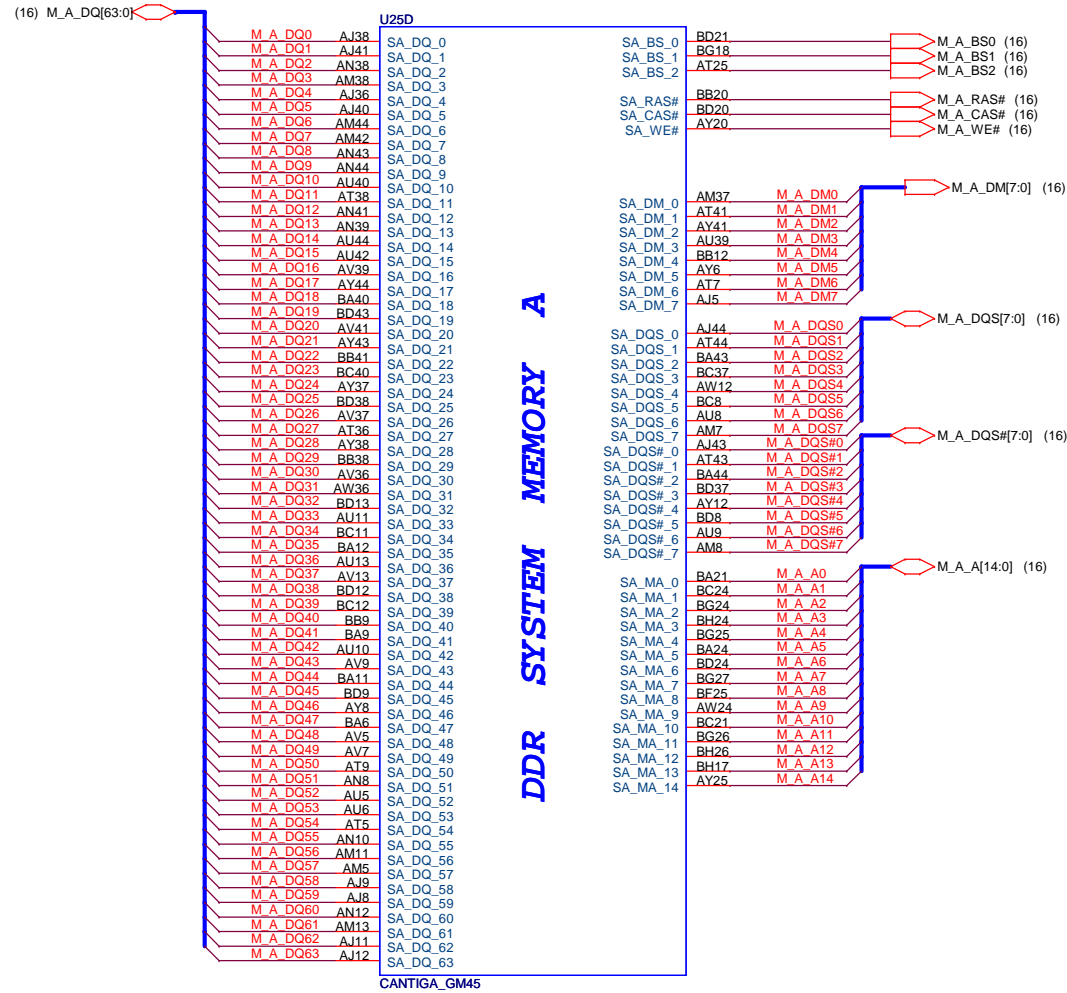 (16) M_A_DQ[63:0]
U25D
M_A_DQ0 AJ38 SA_DQ_0
M_A_DQ1 AJ41 SA_DQ_1
M_A_DQ2 AN38 SA_DQ_2
M_A_DQ3 AM38 SA_DQ_3
M_A_DQ4 AJ36 SA_DQ_4
M_A_DQ5 AJ40 SA_DQ_5
M_A_DQ6 AM44 SA_DQ_6
M_A_DQ7 AM42 SA_DQ_7
M_A_DQ8 AN43 SA_DQ_8
M_A_DQ9 AN44 SA_DQ_9
M_A_DQ10 AU40 SA_DQ_10
M_A_DQ11 AT38 SA_DQ_11
M_A_DQ12 AN41 SA_DQ_12
M_A_DQ13 AN39 SA_DQ_13
M_A_DQ14 AU44 SA_DQ_14
M_A_DQ15 AU42 SA_DQ_15
M_A_DQ16 AV39 SA_DQ_16
M_A_DQ17 AY44 SA_DQ_17
M_A_DQ18 BA40 SA_DQ_18
M_A_DQ19 BD43 SA_DQ_19
M_A_DQ20 AV41 SA_DQ_20
M_A_DQ21 AY43 SA_DQ_21
M_A_DQ22 BB41 SA_DQ_22
M_A_DQ23 BC40 SA_DQ_23
M_A_DQ24 AY37 SA_DQ_24
M_A_DQ25 BD38 SA_DQ_25
M_A_DQ26 AV37 SA_DQ_26
M_A_DQ27 AT36 SA_DQ_27
M_A_DQ28 AY38 SA_DQ_28
M_A_DQ29 BB38 SA_DQ_29
M_A_DQ30 AV36 SA_DQ_30
M_A_DQ31 AW36 SA_DQ_31
M_A_DQ32 BD13 SA_DQ_32
M_A_DQ33 AU11 SA_DQ_33
M_A_DQ34 BC11 SA_DQ_34
M_A_DQ35 BA12 SA_DQ_35
M_A_DQ36 AU13 SA_DQ_36
M_A_DQ37 AV13 SA_DQ_37
M_A_DQ38 BD12 SA_DQ_38
M_A_DQ39 BC12 SA_DQ_39
M_A_DQ40 BB9 SA_DQ_40
M_A_DQ41 BA9 SA_DQ_41
M_A_DQ42 AU10 SA_DQ_42
M_A_DQ43 AV9 SA_DQ_43
M_A_DQ44 BA11 SA_DQ_44
M_A_DQ45 BD9 SA_DQ_45
M_A_DQ46 AY8 SA_DQ_46
M_A_DQ47 BA6 SA_DQ_47
M_A_DQ48 AV5 SA_DQ_48
M_A_DQ49 AV7 SA_DQ_49
M_A_DQ50 AT9 SA_DQ_50
M_A_DQ51 AN8 SA_DQ_51
M_A_DQ52 AU5 SA_DQ_52
M_A_DQ53 AU6 SA_DQ_53
M_A_DQ54 AT5 SA_DQ_54
M_A_DQ55 AN10 SA_DQ_55
M_A_DQ56 AM11 SA_DQ_56
M_A_DQ57 AM5 SA_DQ_57
M_A_DQ58 AJ9 SA_DQ_58
M_A_DQ59 AJ8 SA_DQ_59
M_A_DQ60 AN12 SA_DQ_60
M_A_DQ61 AM13 SA_DQ_61
M_A_DQ62 AJ11 SA_DQ_62
M_A_DQ63 AJ12 SA_DQ_63
DDR SYSTEM MEMORY A
SA_BS_0 BD21 M_A_BS0 (16)
SA_BS_1 BG18 M_A_BS1 (16)
SA_BS_2 AT25 M_A_BS2 (16)
SA_RAS# BB20 M_A_RAS# (16)
SA_CAS# BD20 M_A_CAS# (16)
SA_WE# AY20 M_A_WE# (16)
M_A_DM[7:0] (16)
SA_DM_0 AM37 M_A_DM0
SA_DM_1 AT41 M_A_DM1
SA_DM_2 AY41 M_A_DM2
SA_DM_3 AU39 M_A_DM3
SA_DM_4 BB12 M_A_DM4
SA_DM_5 AY6 M_A_DM5
SA_DM_6 AT7 M_A_DM6
SA_DM_7 AJ5 M_A_DM7
M_A_DQS[7:0] (16)
SA_DQS_0 AJ44 M_A_DQS0
SA_DQS_1 AT44 M_A_DQS1
SA_DQS_2 BA43 M_A_DQS2
SA_DQS_3 BC37 M_A_DQS3
SA_DQS_4 AW12 M_A_DQS4
SA_DQS_5 BC8 M_A_DQS5
SA_DQS_6 AU8 M_A_DQS6
SA_DQS_7 AM7 M_A_DQS7
M_A_DQS#[7:0] (16)
SA_DQS#_0 AJ43 M_A_DQS#0
SA_DQS#_1 AT43 M_A_DQS#1
SA_DQS#_2 BA44 M_A_DQS#2
SA_DQS#_3 BD37 M_A_DQS#3
SA_DQS#_4 AY12 M_A_DQS#4
SA_DQS#_5 BD8 M_A_DQS#5
SA_DQS#_6 AU9 M_A_DQS#6
SA_DQS#_7 AM8 M_A_DQS#7
M_A_A[14:0] (16)
SA_MA_0 BA21 M_A_A0
SA_MA_1 BC24 M_A_A1
SA_MA_2 BG24 M_A_A2
SA_MA_3 BH24 M_A_A3
SA_MA_4 BG25 M_A_A4
SA_MA_5 BA24 M_A_A5
SA_MA_6 BD24 M_A_A6
SA_MA_7 BG27 M_A_A7
SA_MA_8 BF25 M_A_A8
SA_MA_9 AW24 M_A_A9
SA_MA_10 BC21 M_A_A10
SA_MA_11 BG26 M_A_A11
SA_MA_12 BH26 M_A_A12
SA_MA_13 BH17 M_A_A13
SA_MA_14 AY25 M_A_A14
CANTIGA_GM45